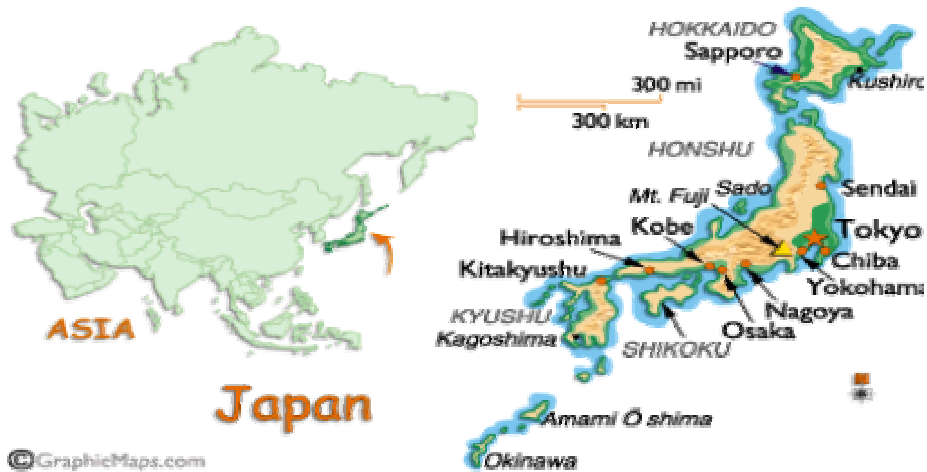 HOKKAIDO
Sapporo
Kushiro
300 mi
300 km
HONSHU
Mt. Fuji
Sado
Sendai
Kobe
Tokyo
Hiroshima
Chiba
Kitakyushu
Yokohama
Nagoya
KYUSHU
Osaka
Kagoshima
SHIKOKU
ASIA
Japan
Amami Ō shima
Okinawa
©GraphicMaps.com